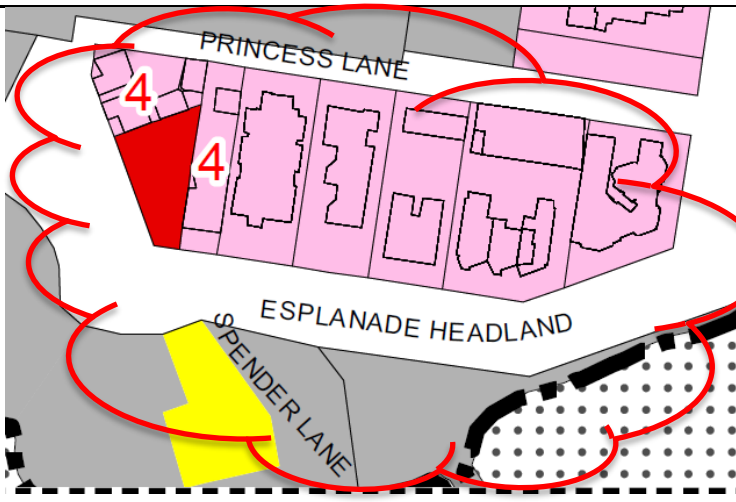 PRINCESS LANE
4
4
ESPLANADE HEADLAND
SPENDER LANE